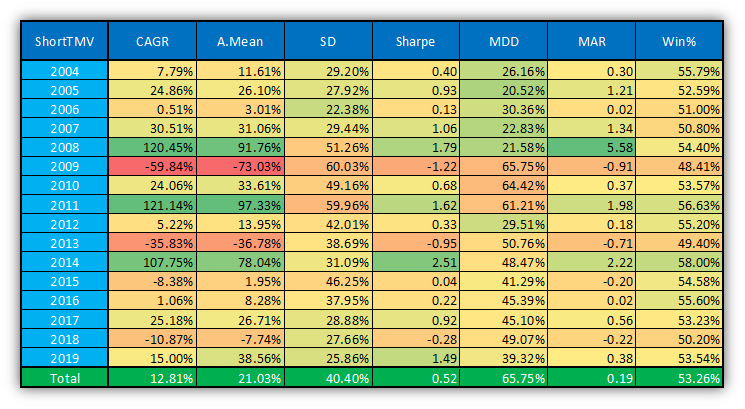 ShortTMV CAGR A.Mean SD Sharpe MDD MAR Win%
2004 7.79% 11.61% 29.20% 0.40 26.16% 0.30 55.79%
2005 24.86% 26.10% 27.92% 0.93 20.52% 1.21 52.59%
2006 0.51% 3.01% 22.38% 0.13 30.36% 0.02 51.00%
2007 30.51% 31.06% 29.44% 1.06 22.83% 1.34 50.80%
2008 120.45% 91.76% 51.26% 1.79 21.58% 5.58 54.40%
2009 -59.84% -73.03% 60.03% -1.22 65.75% -0.91 48.41%
2010 24.06% 33.61% 49.16% 0.68 64.42% 0.37 53.57%
2011 121.14% 97.33% 59.96% 1.62 61.21% 1.98 56.63%
2012 5.22% 13.95% 42.01% 0.33 29.51% 0.18 55.20%
2013 -35.83% -36.78% 38.69% -0.95 50.76% -0.71 49.40%
2014 107.75% 78.04% 31.09% 2.51 48.47% 2.22 58.00%
2015 -8.38% 1.95% 46.25% 0.04 41.29% -0.20 54.58%
2016 1.06% 8.28% 37.95% 0.22 45.39% 0.02 55.60%
2017 25.18% 26.71% 28.88% 0.92 45.10% 0.56 53.23%
2018 -10.87% -7.74% 27.66% -0.28 49.07% -0.22 50.20%
2019 15.00% 38.56% 25.86% 1.49 39.32% 0.38 53.54%
Total 12.81% 21.03% 40.40% 0.52 65.75% 0.19 53.26%